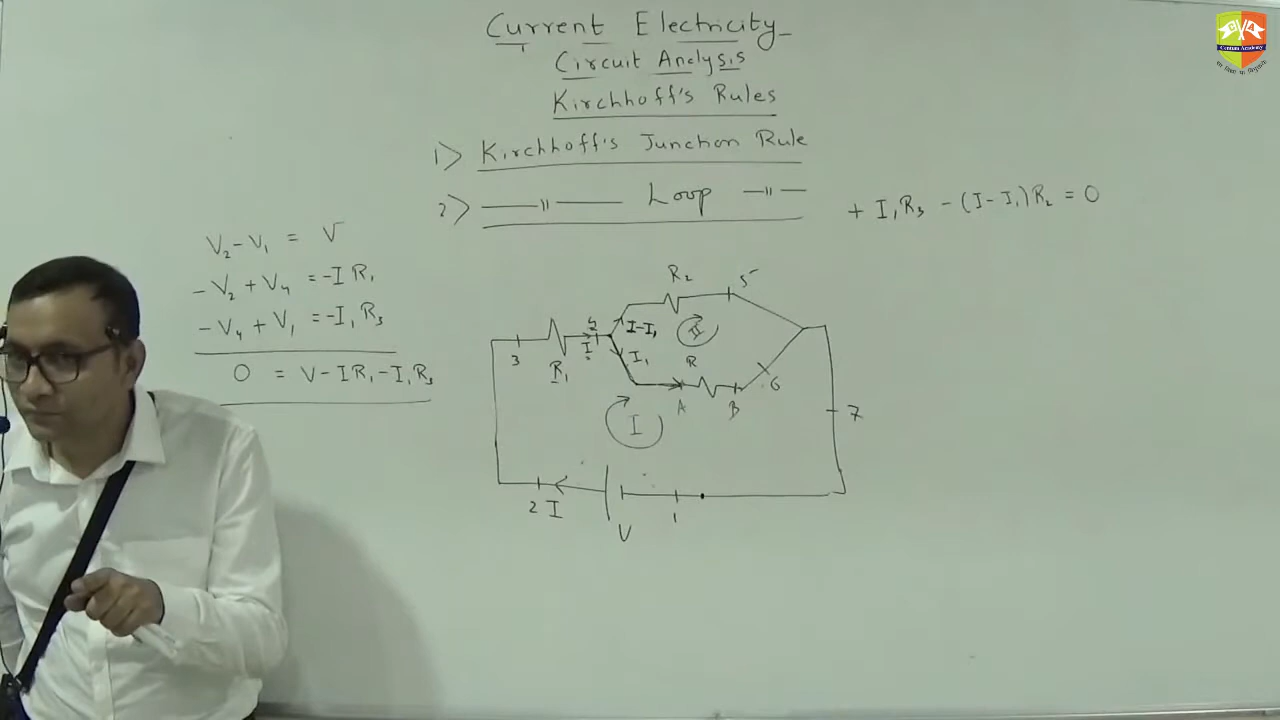 Current Electricity
Circuit Analysis
Kirchhoff's Rules
1) Kirchhoff's Junction Rule
2) —〃— Loop —〃—
+ I₁R₃ - (I-I₁)R₂ = 0
V₂-V₁ = V
-V₂+V₄ = -IR₁
-V₄+V₁ = -I₁R₃
0 = V-IR₁-I₁R₃
R₂
5
4
I-I₁
II
3
I
I₁
R
R₁
6
A
B
7
I
2
I
1
V
Centum Academy